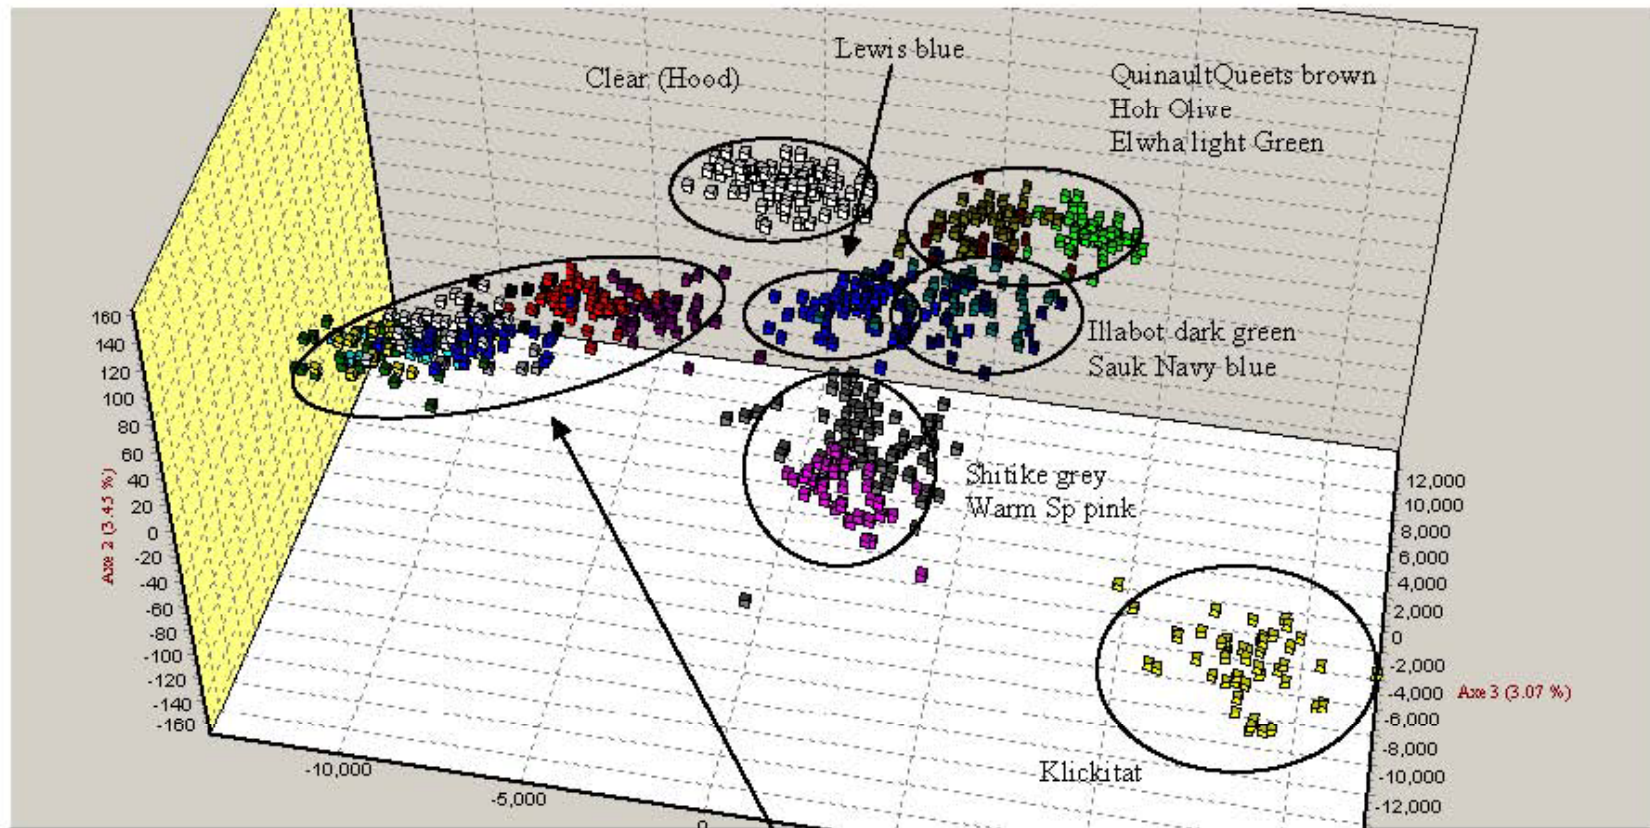 Lewis blue
Clear (Hood)
QuinaultQueets brown
Hoh Olive
Elwha light Green
Illabot dark green
Sauk Navy blue
Shitike grey
Warm Sp pink
Klickitat
160
140
120
100
80
60
40
20
0
-20
-40
-60
-80
-100
-120
-140
-160
Axe 2 (3.45 %)
-10,000
-5,000
0
12,000
10,000
8,000
6,000
4,000
2,000
0
-2,000
-4,000
-6,000
-8,000
-10,000
-12,000
Axe 3 (3.07 %)